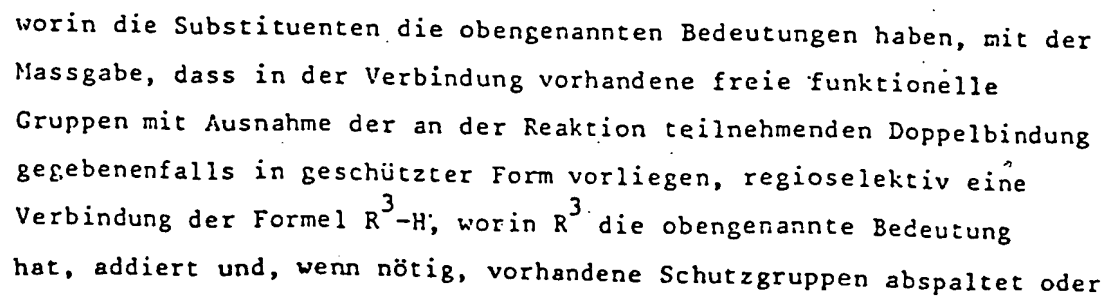 worin die Substituenten die obengenannten Bedeutungen haben, mit der
Massgabe, dass in der Verbindung vorhandene freie funktionelle
Gruppen mit Ausnahme der an der Reaktion teilnehmenden Doppelbindung
gegebenenfalls in geschützter Form vorliegen, regioselektiv eine
Verbindung der Formel R³-H, worin R³ die obengenannte Bedeutung
hat, addiert und, wenn nötig, vorhandene Schutzgruppen abspaltet oder